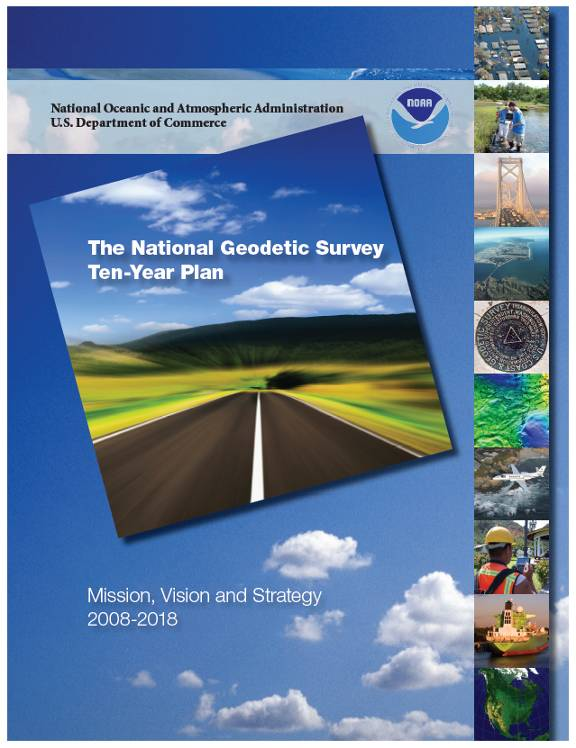 National Oceanic and Atmospheric Administration
U.S. Department of Commerce
NOAA
The National Geodetic Survey
Ten-Year Plan
Mission, Vision and Strategy
2008-2018